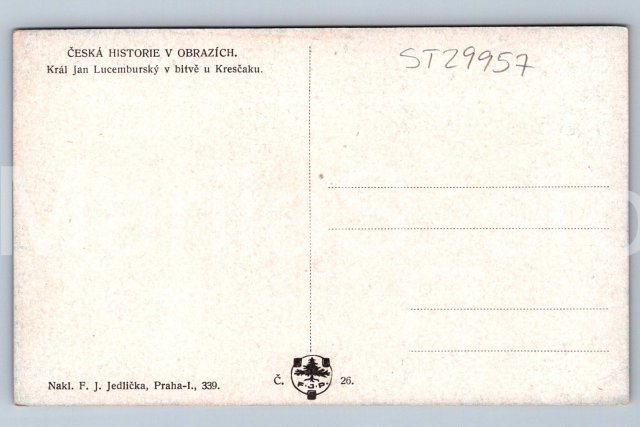 ČESKÁ HISTORIE V OBRAZÍCH.
Král jan Lucemburský v bitvě u Kresčaku.
ST29957
Nakl. F. J. Jedlička, Praha-I., 339.
Č. 26.
F.J.P.